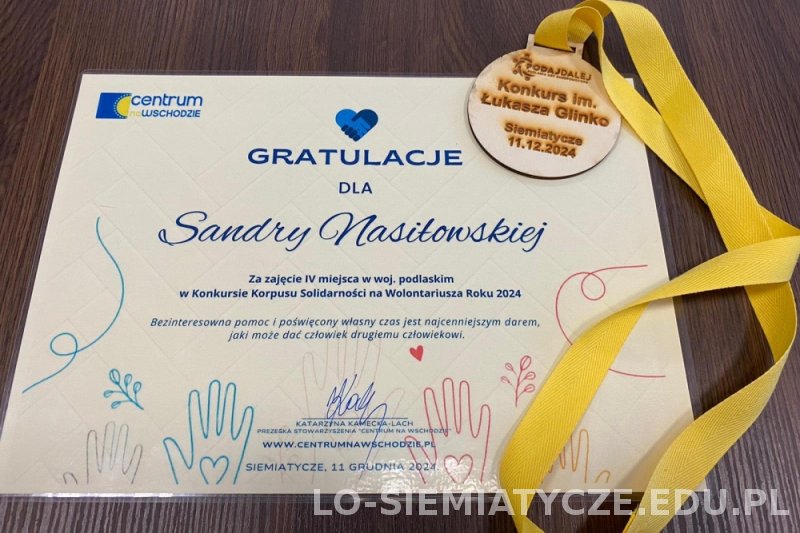 centrum
naWSCHODZIE
GRATULACJE
DLA
Sandry Nasiłowskiej
Za zajęcie IV miejsca w woj. podlaskim
w Konkursie Korpusu Solidarności na Wolontariusza Roku 2024
Bezinteresowna pomoc i poświęcony własny czas jest najcenniejszym darem,
jaki może dać człowiek drugiemu człowiekowi.
KATARZYNA KAMECKA-LACH
PREZESKA STOWARZYSZENIA "CENTRUM NA WSCHODZIE"
WWW.CENTRUMNAWSCHODZIE.PL
SIEMIATYCZE, 11 GRUDNIA 2024
PODAJDALEJ
Konkurs im.
Łukasza Glinko
Siemiatycze
11.12.2024
LO-SIEMIATYCZE.EDU.PL